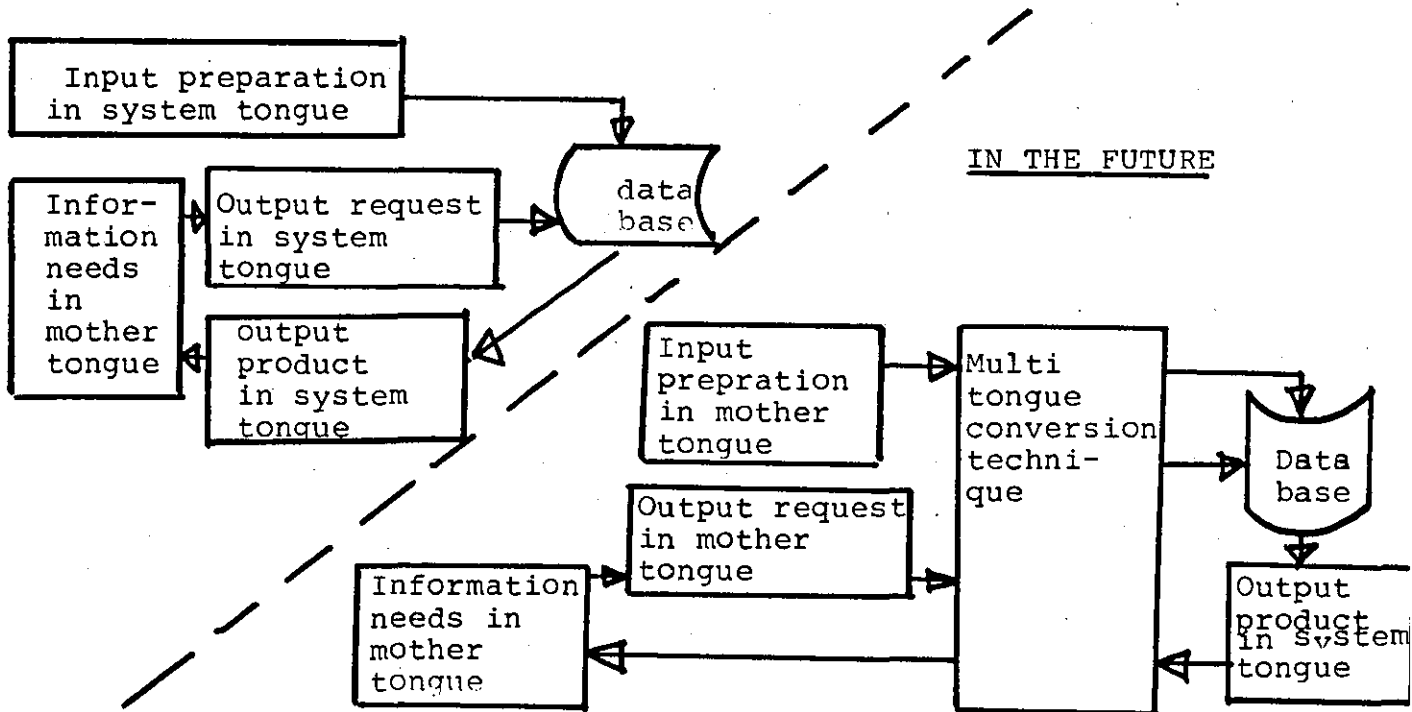 Input preparation
in system tongue
data
base
Infor-
mation
needs
in
mother
tongue
Output request
in system
tongue
output
product
in system
tongue
IN THE FUTURE
Input
prepration
in mother
tongue
Multi
tongue
conversion
techni-
que
Data
base
Output request
in mother
tongue
Information
needs in
mother
tongue
Output
product
in system
tongue